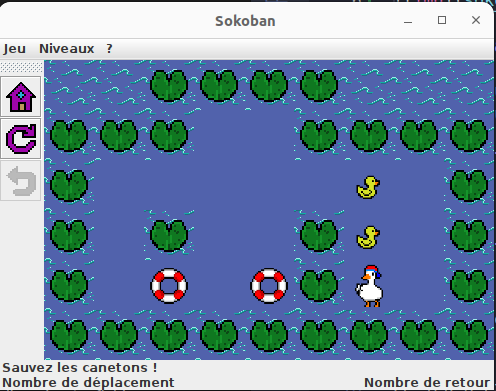 Sokoban
Jeu Niveaux ?
Sauvez les canetons !
Nombre de déplacement Nombre de retour